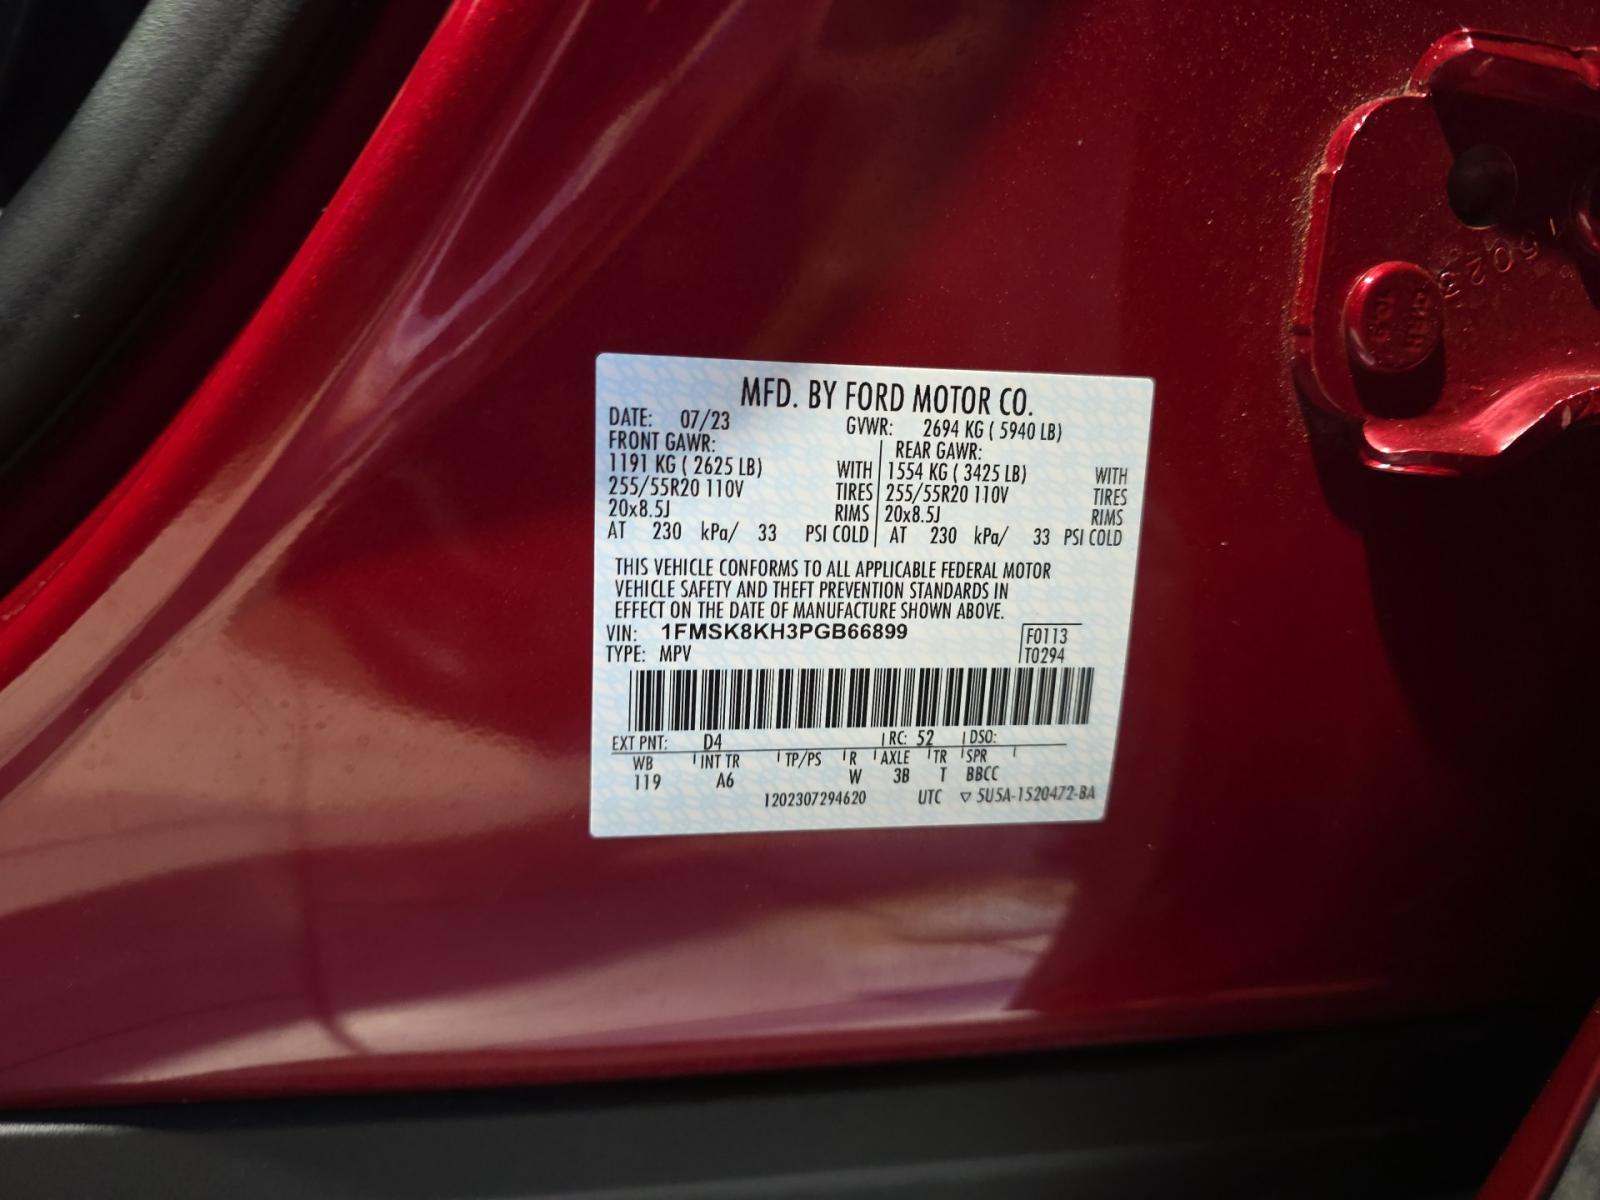 MFD. BY FORD MOTOR CO.
DATE: 07/23 GVWR: 2694 KG ( 5940 LB)
FRONT GAWR: REAR GAWR:
1191 KG ( 2625 LB) WITH 1554 KG ( 3425 LB) WITH
255/55R20 110V TIRES 255/55R20 110V TIRES
20x8.5J RIMS 20x8.5J RIMS
AT 230 kPa/ 33 PSI COLD AT 230 kPa/ 33 PSI COLD
THIS VEHICLE CONFORMS TO ALL APPLICABLE FEDERAL MOTOR
VEHICLE SAFETY AND THEFT PREVENTION STANDARDS IN
EFFECT ON THE DATE OF MANUFACTURE SHOWN ABOVE.
VIN: 1FMSK8KH3PGB66899 F0113
TYPE: MPV T0294
EXT PNT: D4 RC: 52 DSO:
WB INT TR TP/PS R AXLE TR SPR
119 A6 W 3B T BBCC
1202307294620 UTC ▽ 5U5A-1520472-BA